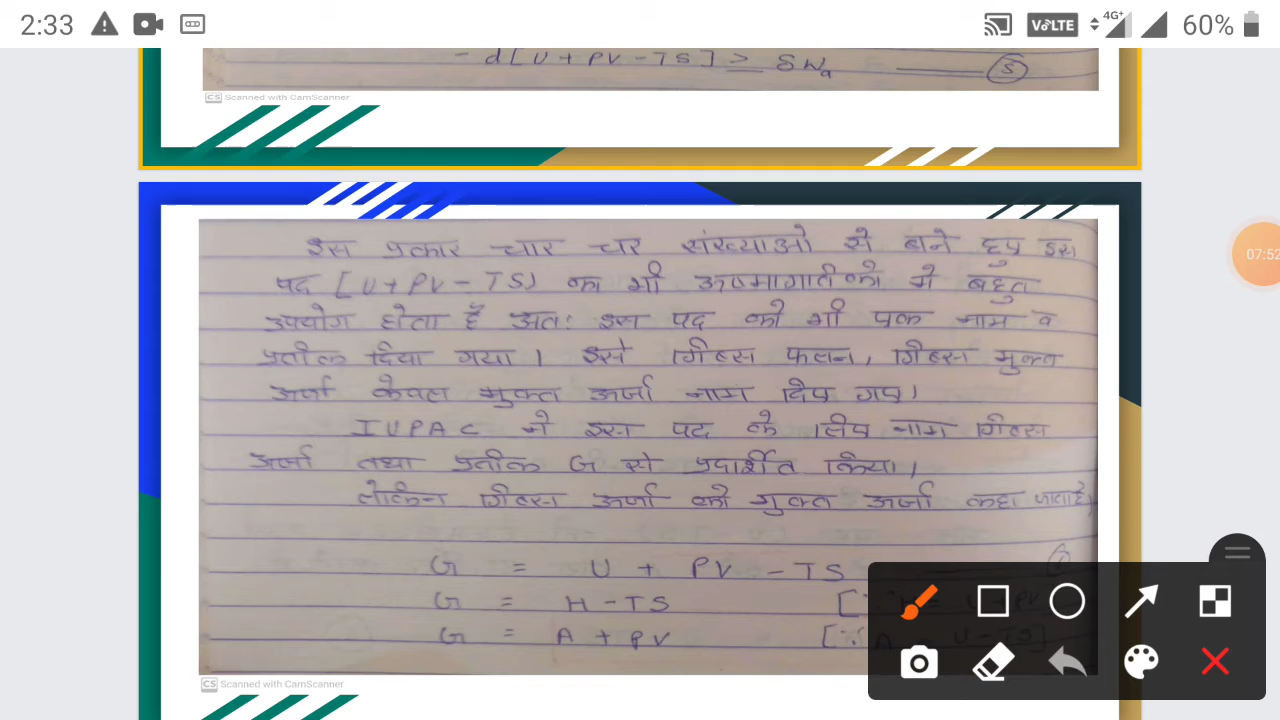 2:33 VoLTE 4G+ 60%
- d[U+PV-TS] ≥ δWa ⑤
CS Scanned with CamScanner
इस प्रकार चार चर संख्याओ से बने हुए इस
पद [U+PV-TS) का भी ऊष्मागतिकी मे बहुत
उपयोग होता है अतः इस पद को भी एक नाम व
प्रतीक दिया गया। इसे गिब्स फलन, गिब्स मुक्त
ऊर्जा केवल मुक्त ऊर्जा नाम दिए गए।
IUPAC ने इस पद के लिए नाम गिब्स
ऊर्जा तथा प्रतीक G से प्रदर्शित किया।
लेकिन गिब्स ऊर्जा को मुक्त ऊर्जा कहा जाता है।
G = U + PV - TS
G = H - TS [∵ H = U + PV
G = A + PV [∵ A = U - TS]
CS Scanned with CamScanner
07:52